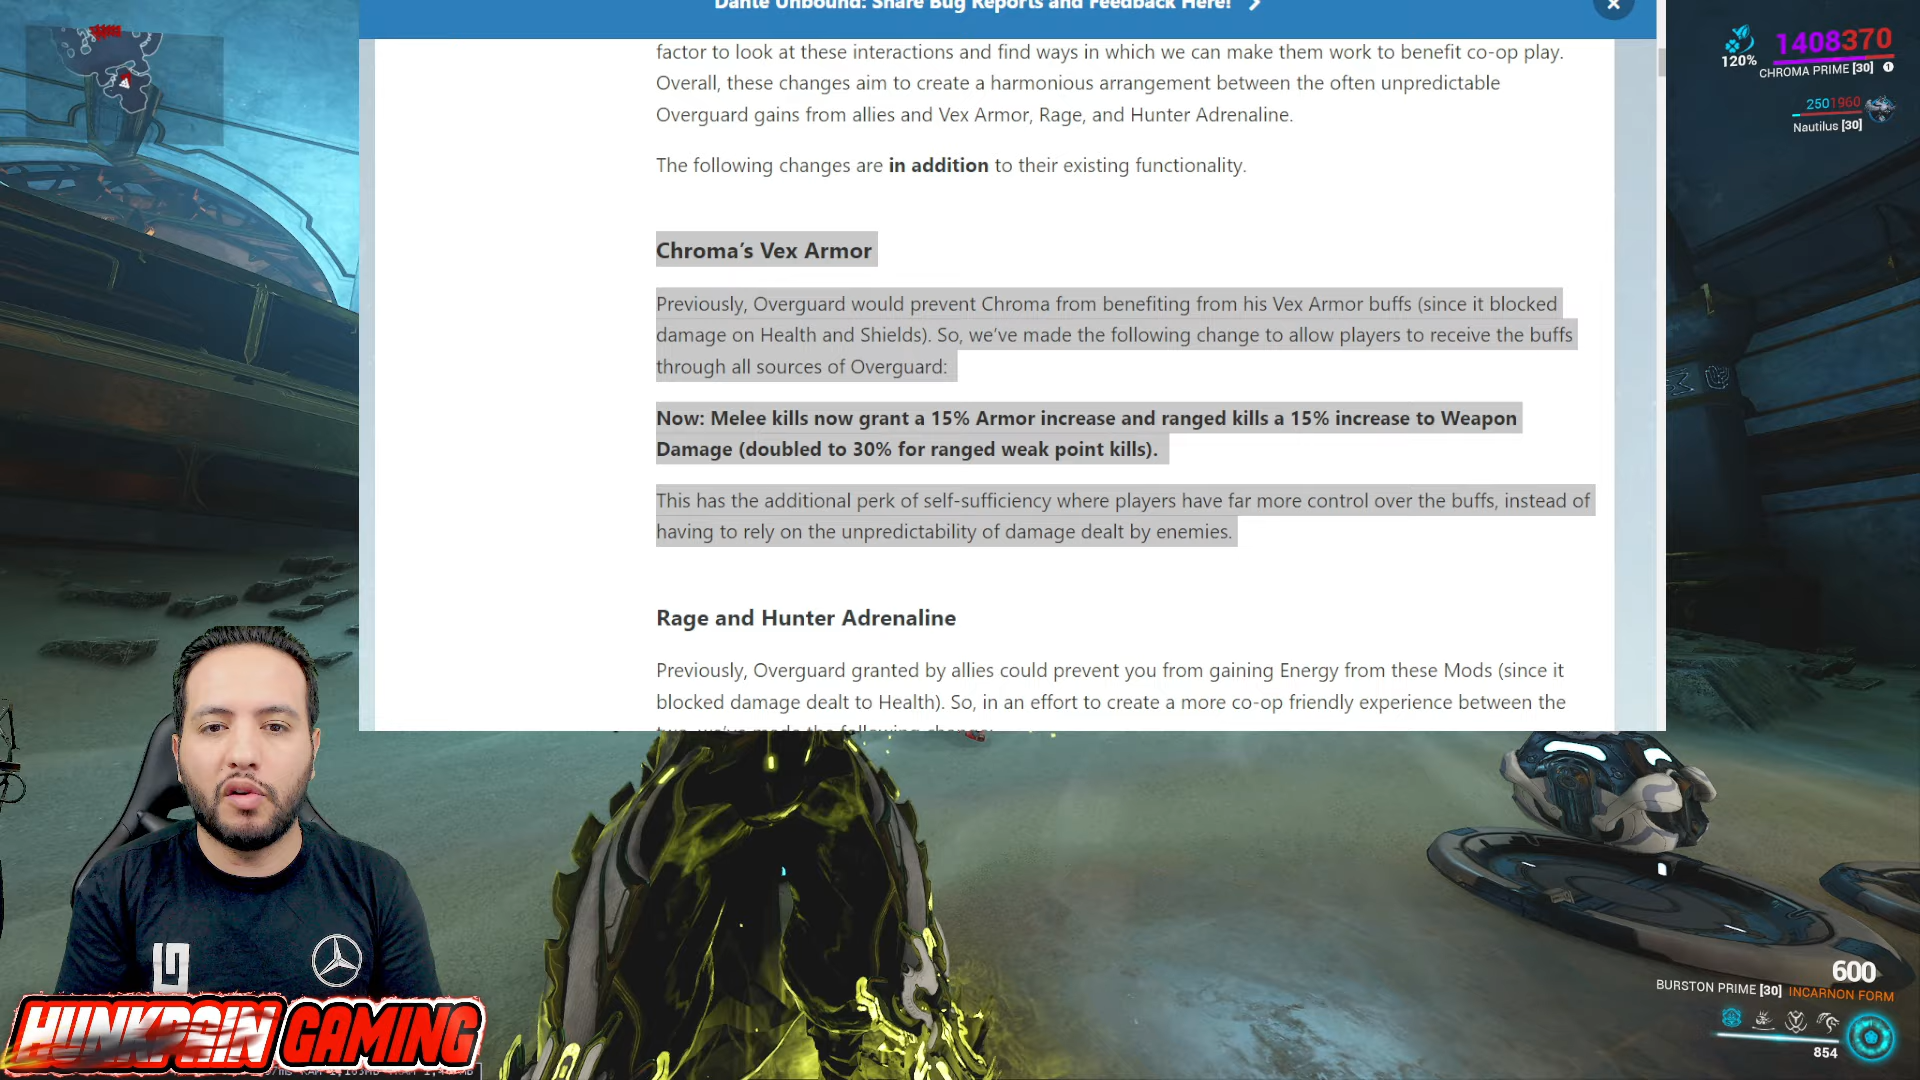 Dante Unbound: Share Bug Reports and Feedback Here!
factor to look at these interactions and find ways in which we can make them work to benefit co-op play.
Overall, these changes aim to create a harmonious arrangement between the often unpredictable
Overguard gains from allies and Vex Armor, Rage, and Hunter Adrenaline.
The following changes are in addition to their existing functionality.
Chroma’s Vex Armor
Previously, Overguard would prevent Chroma from benefiting from his Vex Armor buffs (since it blocked
damage on Health and Shields). So, we’ve made the following change to allow players to receive the buffs
through all sources of Overguard:
Now: Melee kills now grant a 15% Armor increase and ranged kills a 15% increase to Weapon
Damage (doubled to 30% for ranged weak point kills).
This has the additional perk of self-sufficiency where players have far more control over the buffs, instead of
having to rely on the unpredictability of damage dealt by enemies.
Rage and Hunter Adrenaline
Previously, Overguard granted by allies could prevent you from gaining Energy from these Mods (since it
blocked damage dealt to Health). So, in an effort to create a more co-op friendly experience between the
two, we’ve made the following change:
1408370
120%
CHROMA PRIME [30] 1
2501960
Nautilus [30]
600
BURSTON PRIME [30] INCARNON FORM
854
HUNKPAIN GAMING